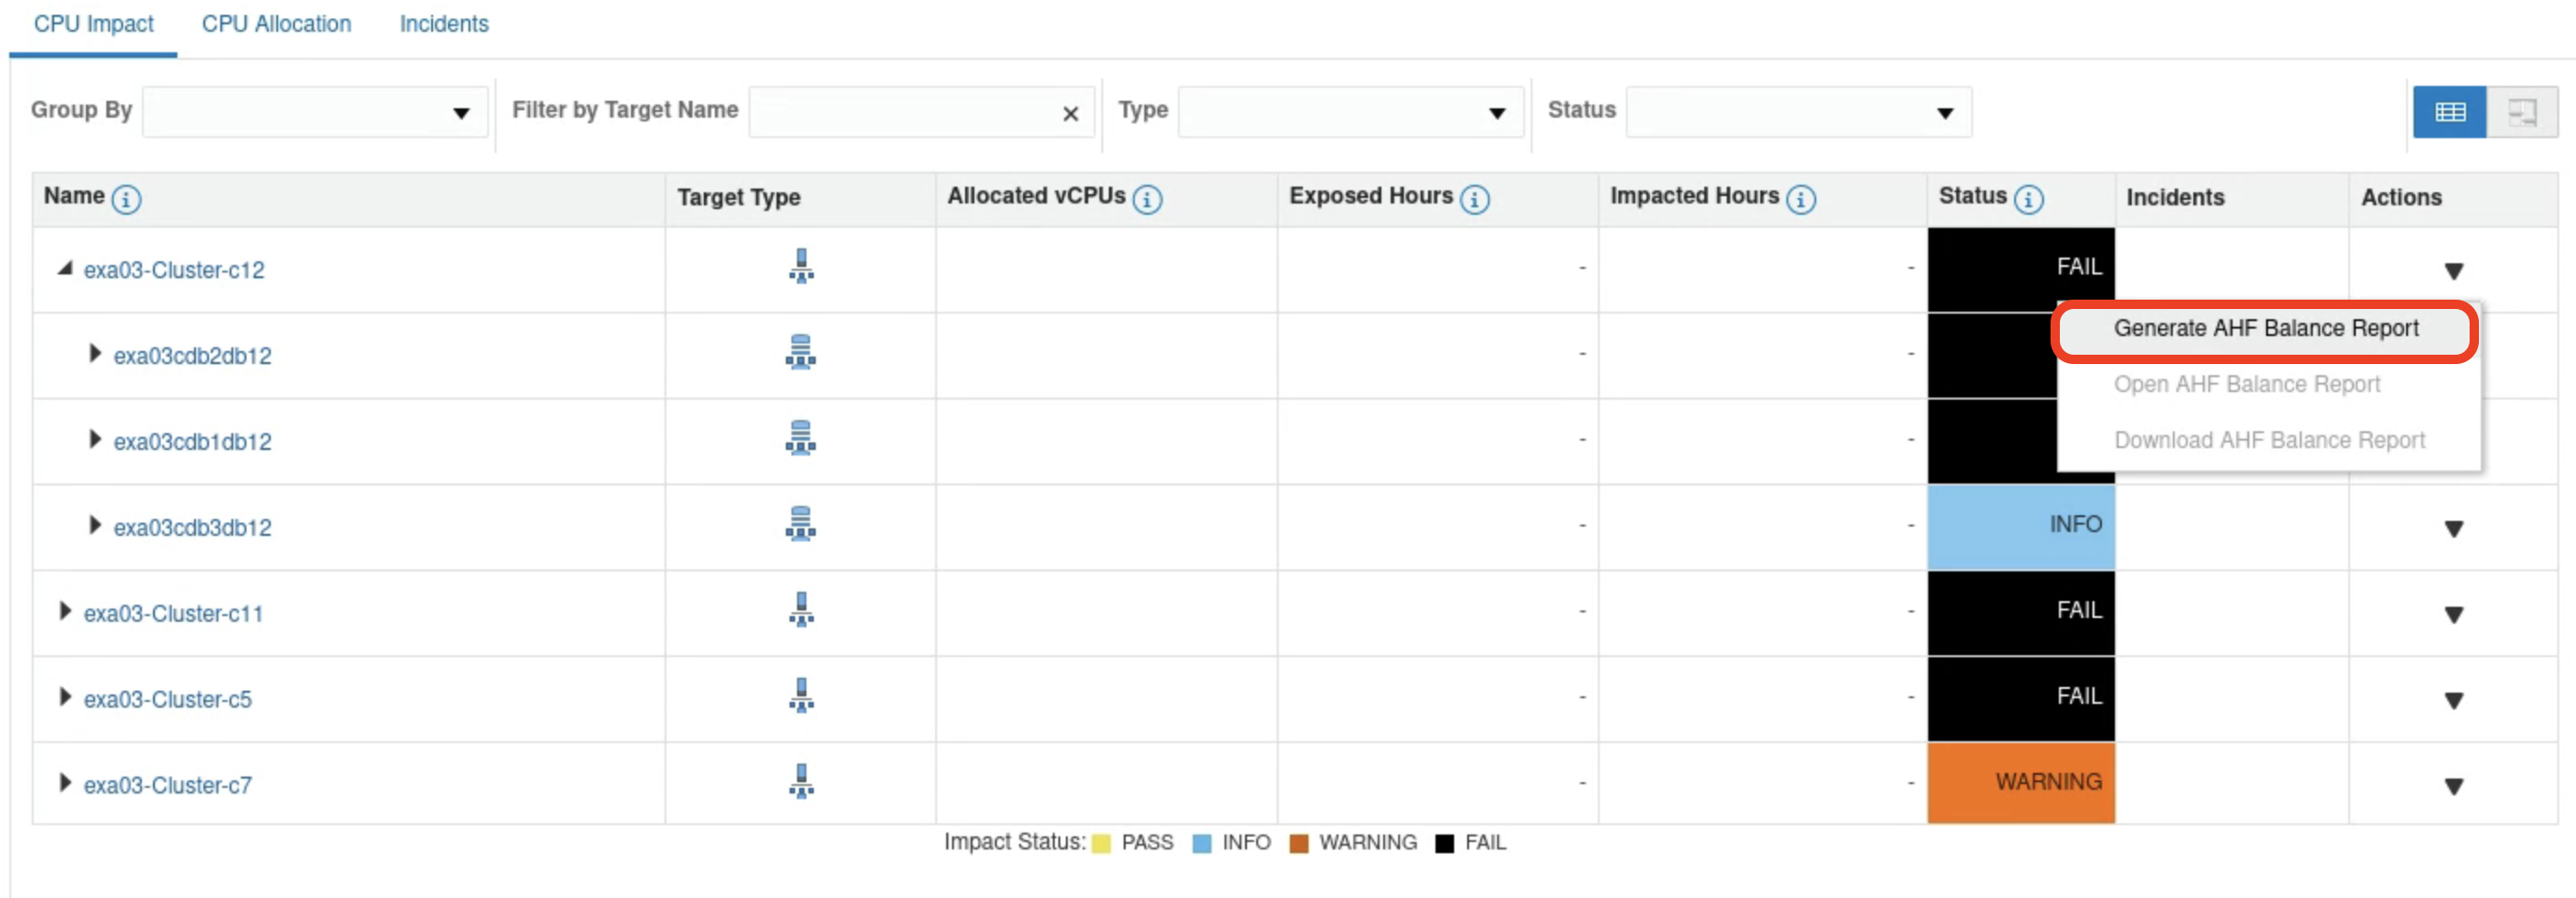 CPU Impact CPU Allocation Incidents
Group By Filter by Target Name × Type Status
Name i Target Type Allocated vCPUs i Exposed Hours i Impacted Hours i Status i Incidents Actions
exa03-Cluster-c12 - - FAIL
Generate AHF Balance Report
exa03cdb2db12 - -
Open AHF Balance Report
exa03cdb1db12 - -
Download AHF Balance Report
exa03cdb3db12 - - INFO
exa03-Cluster-c11 - - FAIL
exa03-Cluster-c5 - - FAIL
exa03-Cluster-c7 - - WARNING
Impact Status: PASS INFO WARNING FAIL